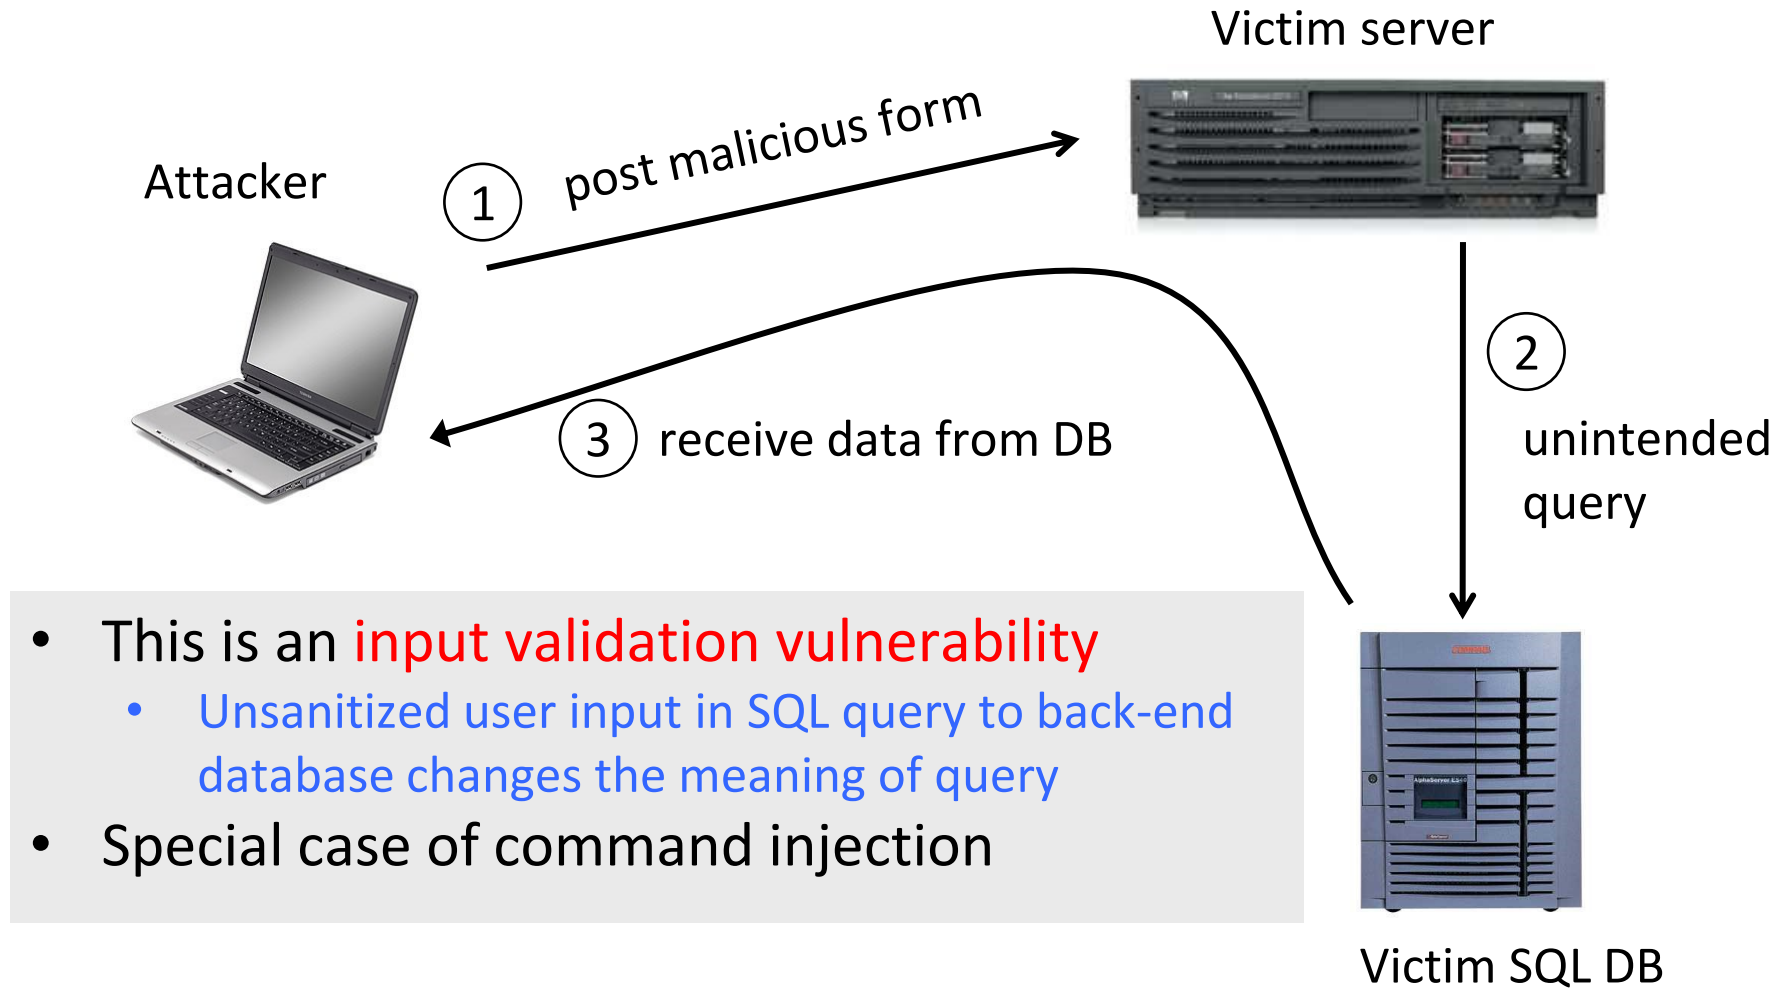 Victim server
Attacker
1
post malicious form
2
unintended
query
3
receive data from DB
• This is an input validation vulnerability
• Unsanitized user input in SQL query to back-end
database changes the meaning of query
• Special case of command injection
COMPAQ
Victim SQL DB